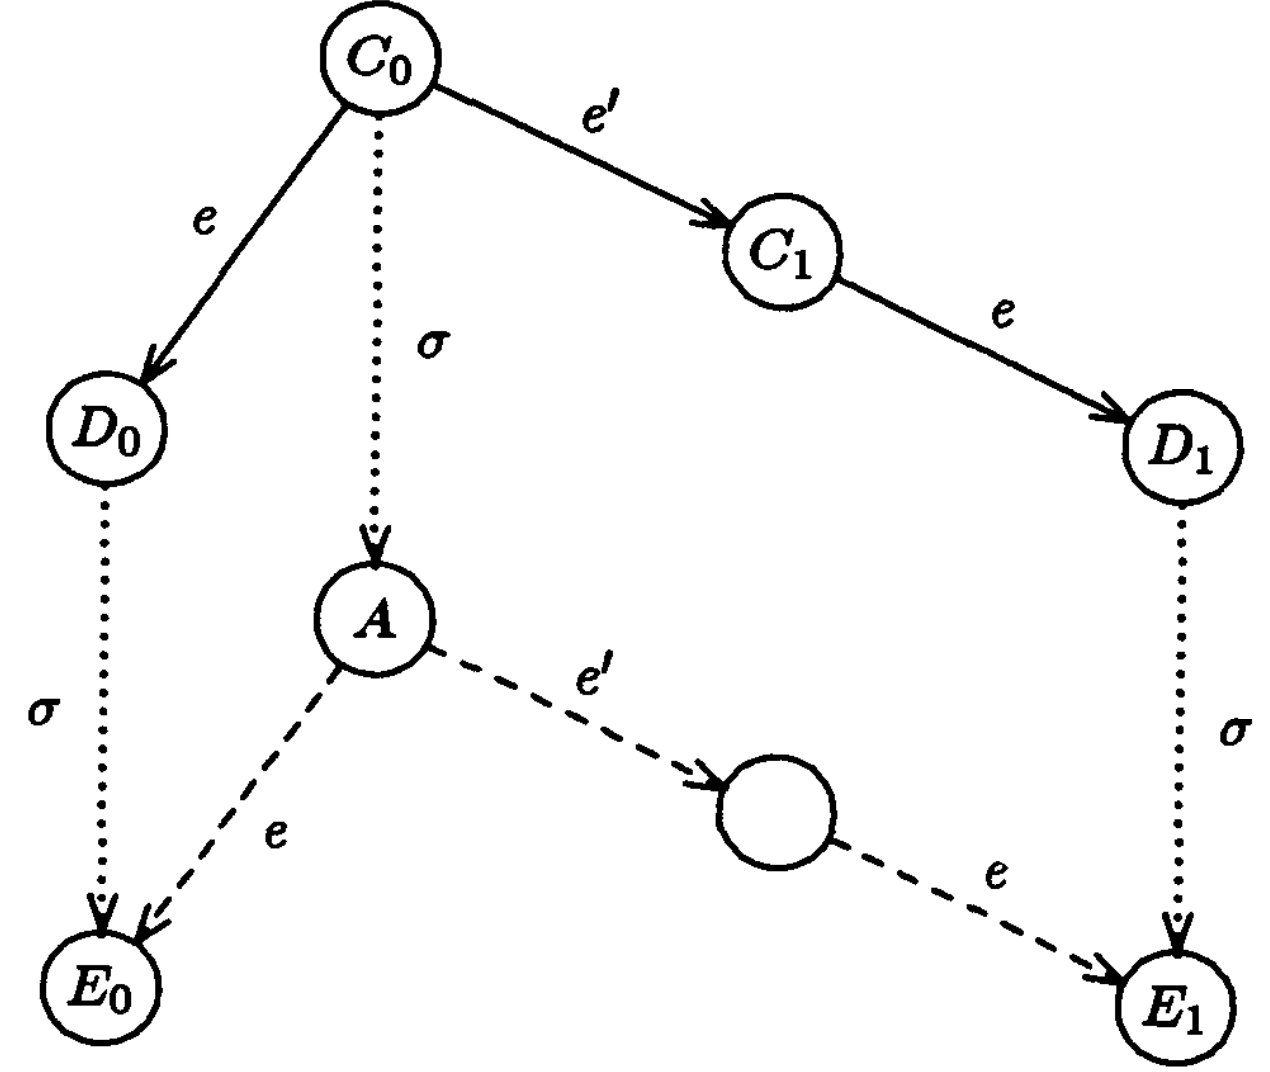 C₀
e′
e
C₁
e
σ
D₀
D₁
A
e′
σ
σ
e
e
E₀
E₁